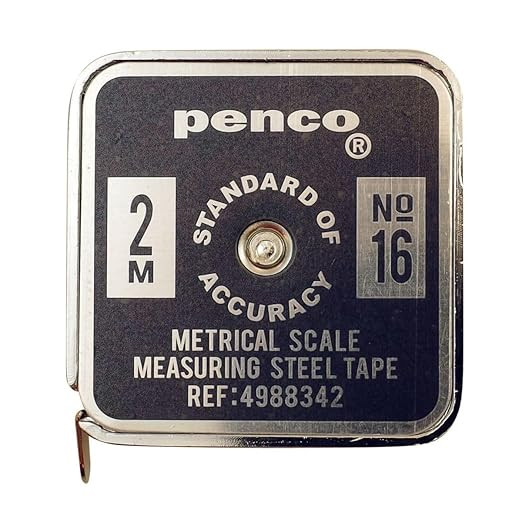 penco®
2
M
STANDARD OF
ACCURACY
Nº
16
METRICAL SCALE
MEASURING STEEL TAPE
REF:4988342